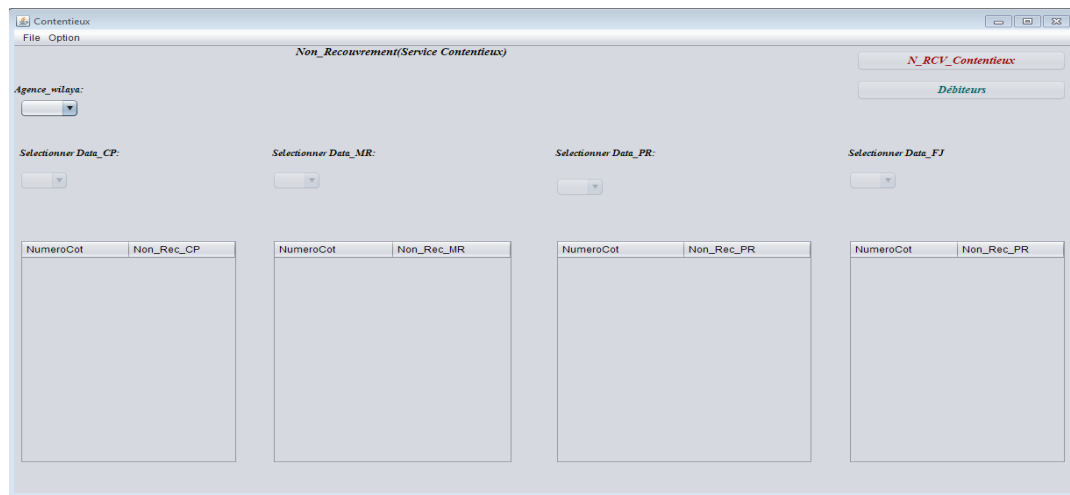 Contentieux
File Option
Non_Recouvrement(Service Contentieux)
N_RCV_Contentieux
Agence_wilaya:
Débiteurs
Selectionner Data_CP: Selectionner Data_MR: Selectionner Data_PR: Selectionner Data_FJ
NumeroCot Non_Rec_CP NumeroCot Non_Rec_MR NumeroCot Non_Rec_PR NumeroCot Non_Rec_PR